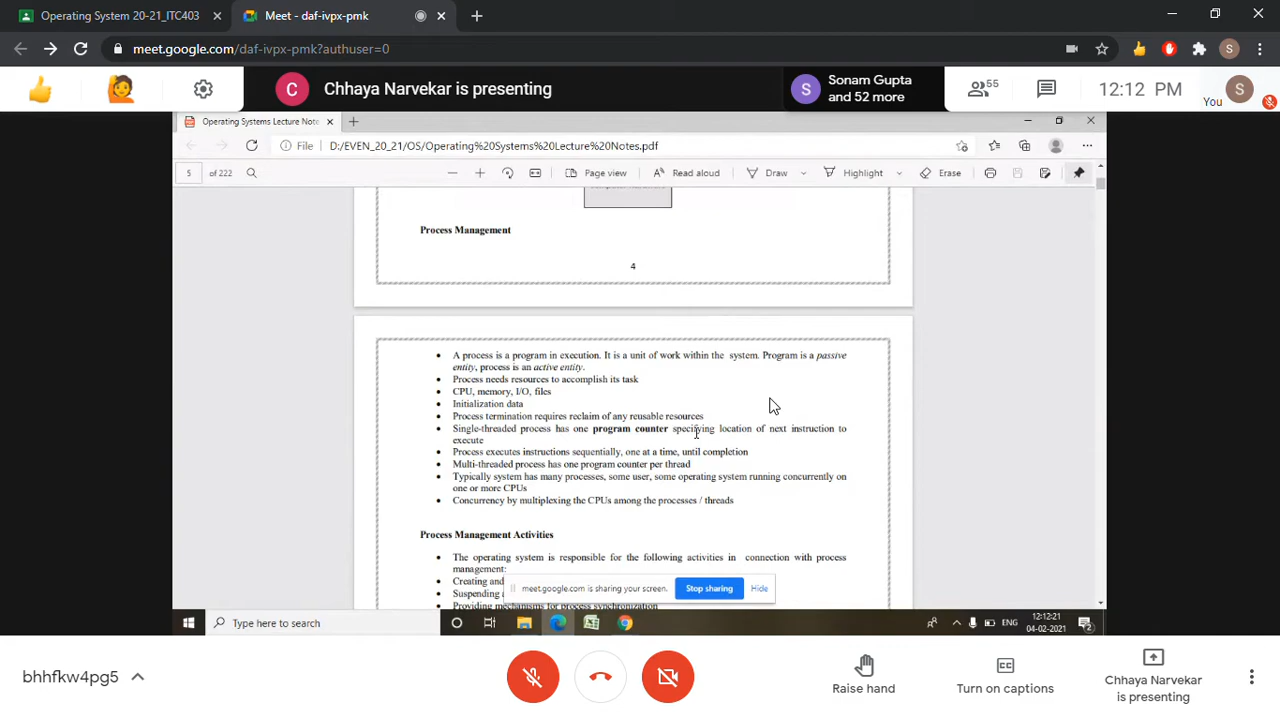 Operating System 20-21_ITC403
Meet - daf-ivpx-pmk
meet.google.com/daf-ivpx-pmk?authuser=0
S
C
Chhaya Narvekar is presenting
S
Sonam Gupta
and 52 more
55
12:12 PM
You
S
Operating Systems Lecture Note
File
D:/EVEN_20_21/OS/Operating%20Systems%20Lecture%20Notes.pdf
5
of 222
Page view
Read aloud
Draw
Highlight
Erase
Process Management
4
• A process is a program in execution. It is a unit of work within the system. Program is a passive
entity, process is an active entity.
• Process needs resources to accomplish its task
• CPU, memory, I/O, files
• Initialization data
• Process termination requires reclaim of any reusable resources
• Single-threaded process has one program counter specifying location of next instruction to
execute
• Process executes instructions sequentially, one at a time, until completion
• Multi-threaded process has one program counter per thread
• Typically system has many processes, some user, some operating system running concurrently on
one or more CPUs
• Concurrency by multiplexing the CPUs among the processes / threads
Process Management Activities
• The operating system is responsible for the following activities in connection with process
management:
• Creating and
• Suspending
• Providing mechanisms for process synchronization
meet.google.com is sharing your screen.
Stop sharing
Hide
Type here to search
ENG
12:12:21
04-02-2021
2
bhhfkw4pg5
Raise hand
Turn on captions
Chhaya Narvekar
is presenting